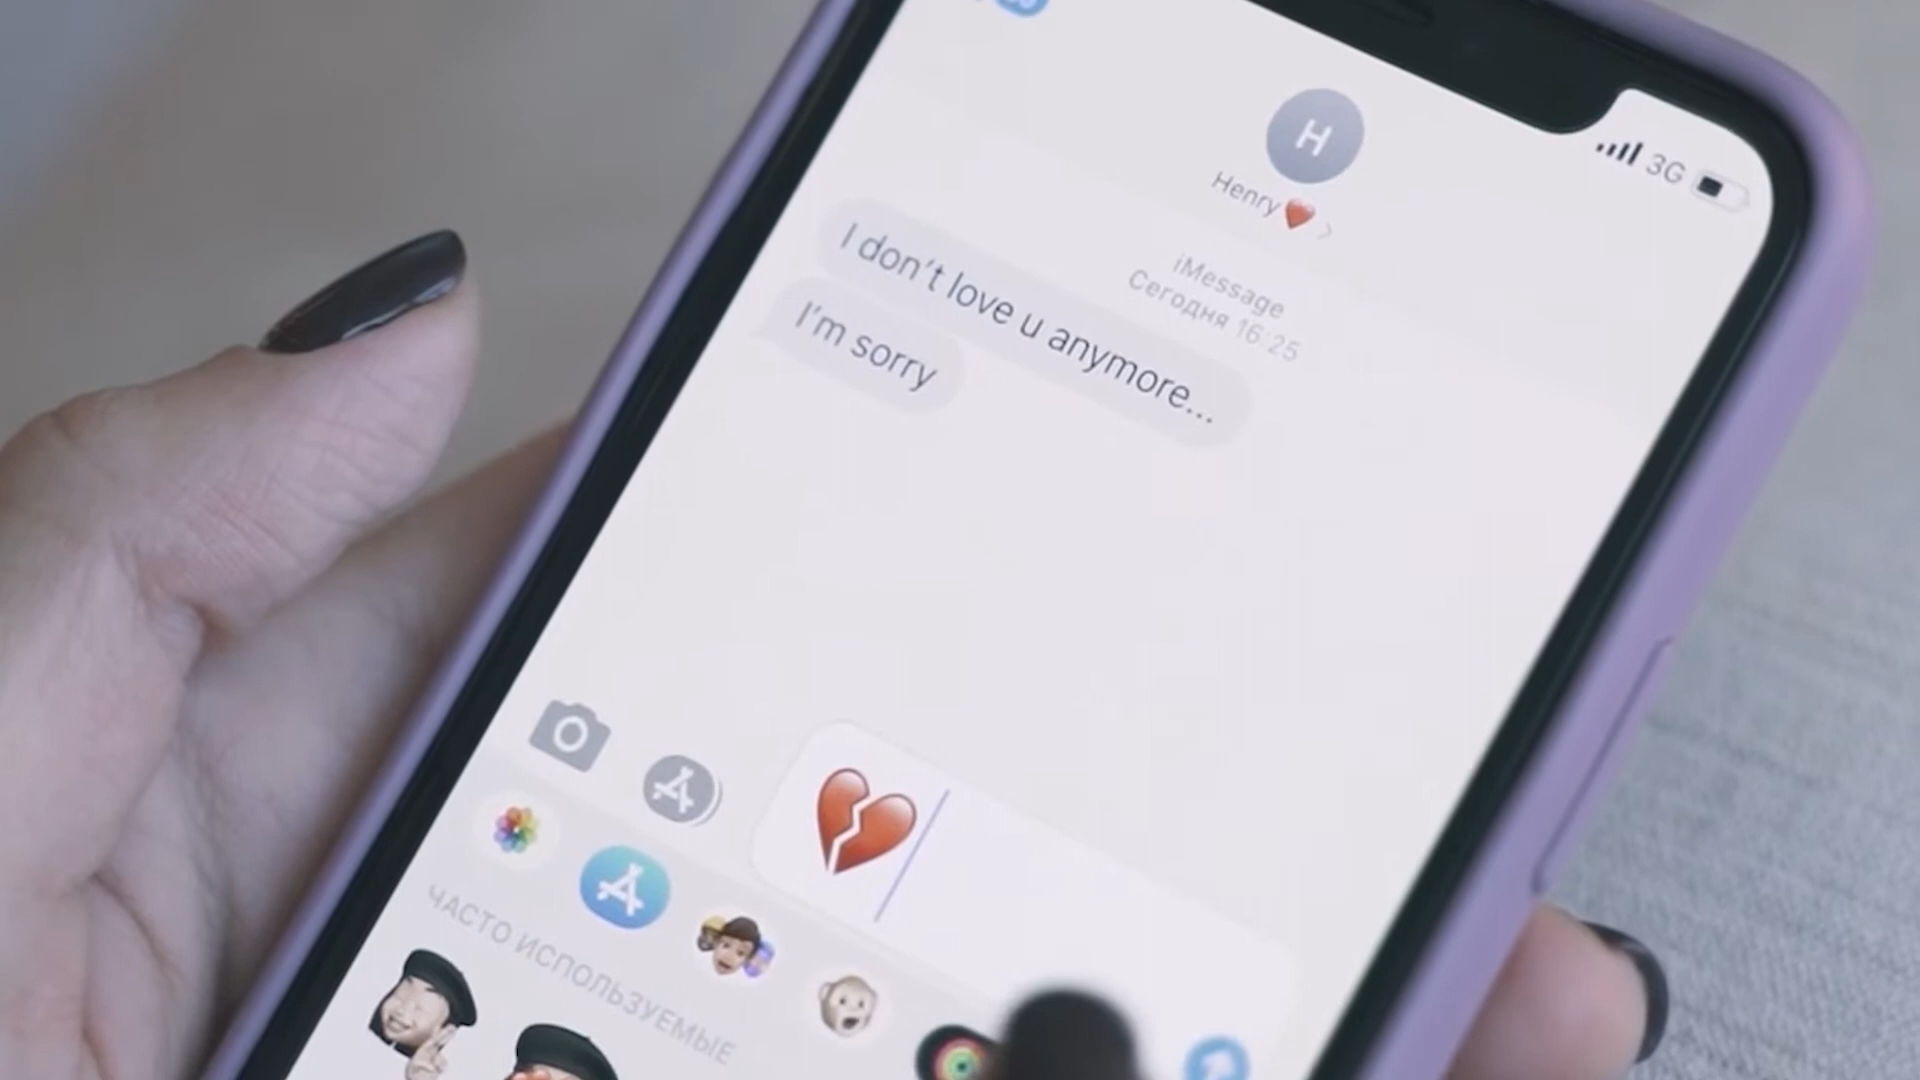 H
3G
Henry❤️
iMessage
Сегодня 16:25
I don't love u anymore...
I'm sorry
💔
ЧАСТО ИСПОЛЬЗУЕМЫЕ